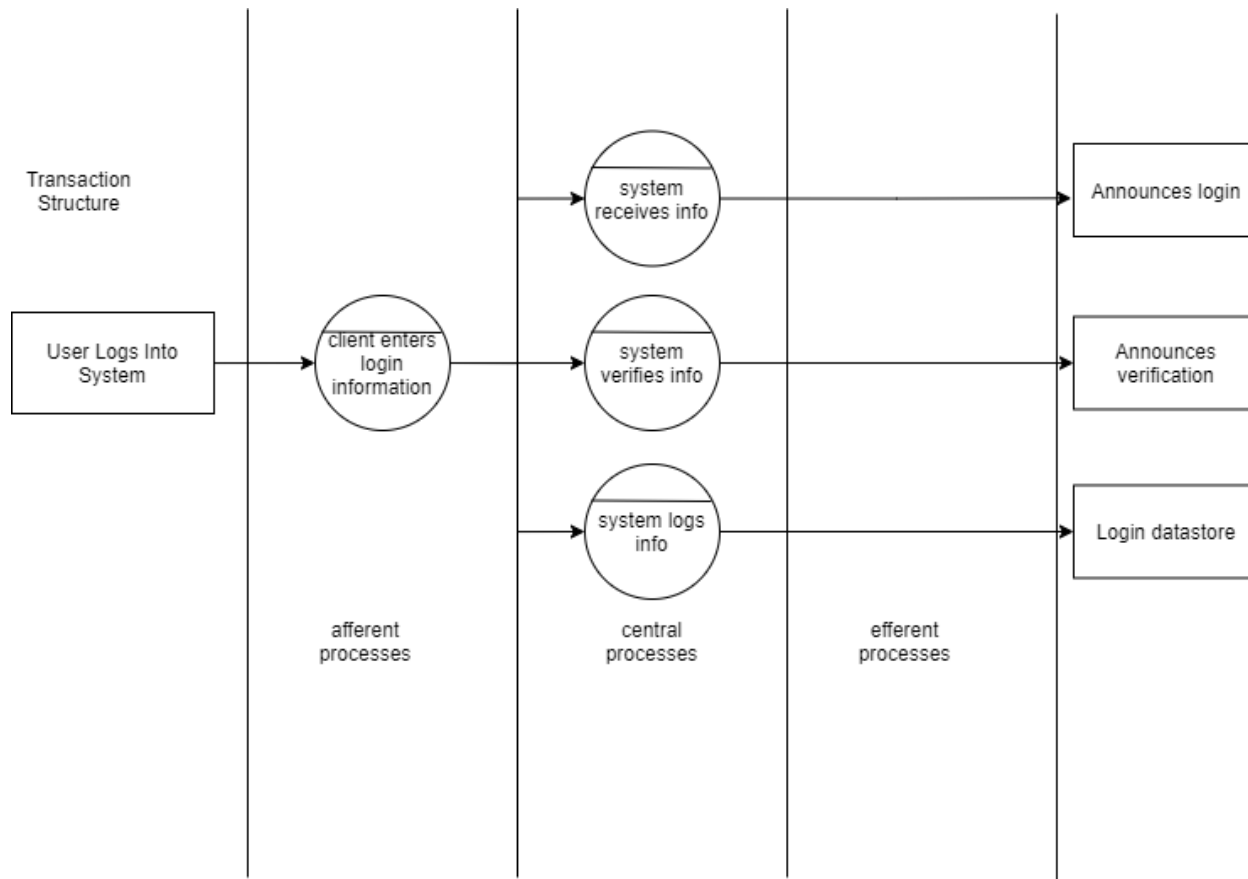 Transaction
Structure
User Logs Into
System
client enters
login
information
system
receives info
system
verifies info
system logs
info
Announces login
Announces
verification
Login datastore
afferent
processes
central
processes
efferent
processes